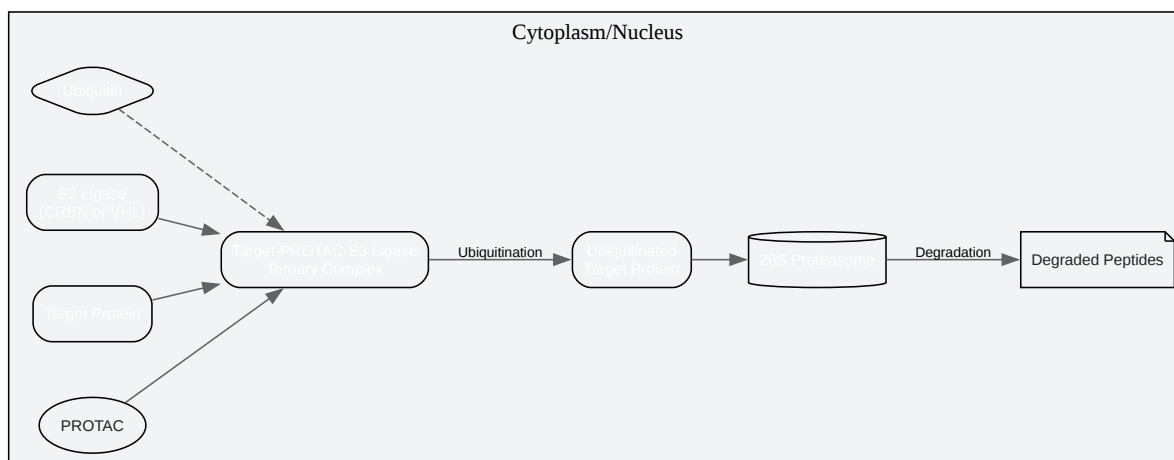 Cytoplasm/Nucleus
Ubiquitin
E3 Ligase
(CRBN or VHL)
Target Protein
PROTAC
Target-PROTAC-E3 Ligase
Ternary Complex
Ubiquitination
Ubiquitinated
Target Protein
26S Proteasome
Degradation
Degraded Peptides